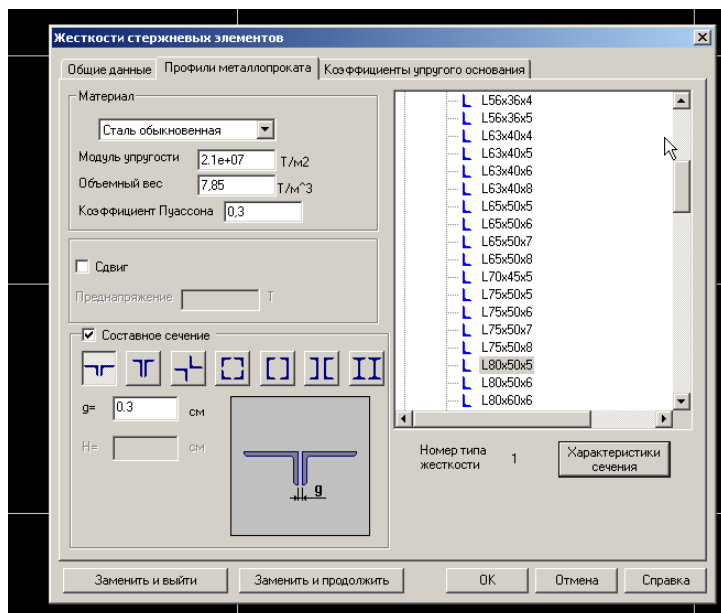 Жесткости стержневых элементов
Общие данные Профили металлопроката Коэффициенты упругого основания
Материал
Сталь обыкновенная
Модуль упругости 2.1e+07 Т/м2
Объемный вес 7,85 Т/м^3
Коэффициент Пуассона 0,3
Сдвиг
Преднапряжение Т
Составное сечение
g= 0.3 см
H= см
g
L56x36x4
L56x36x5
L63x40x4
L63x40x5
L63x40x6
L63x40x8
L65x50x5
L65x50x6
L65x50x7
L65x50x8
L70x45x5
L75x50x5
L75x50x6
L75x50x7
L75x50x8
L80x50x5
L80x50x6
L80x60x6
Номер типа
жесткости 1
Характеристики
сечения
Заменить и выйти Заменить и продолжить OK Отмена Справка